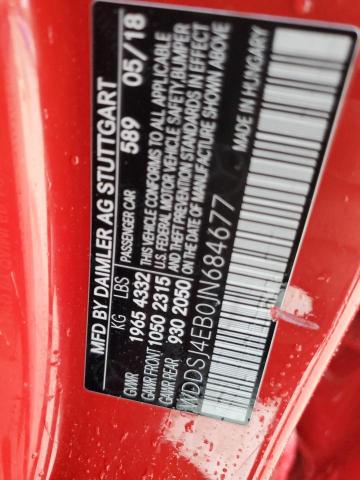 MFD BY DAIMLER AG STUTTGART
PASSENGER CAR 589 05/18
KG LBS
GVWR 1965 4332
GAWR FRONT 1050 2315
GAWR REAR 930 2050
THIS VEHICLE CONFORMS TO ALL APPLICABLE
U.S. FEDERAL MOTOR VEHICLE SAFETY, BUMPER
AND THEFT PREVENTION STANDARDS IN EFFECT
ON THE DATE OF MANUFACTURE SHOWN ABOVE
MADE IN HUNGARY
WDDSJ4EB0JN684677